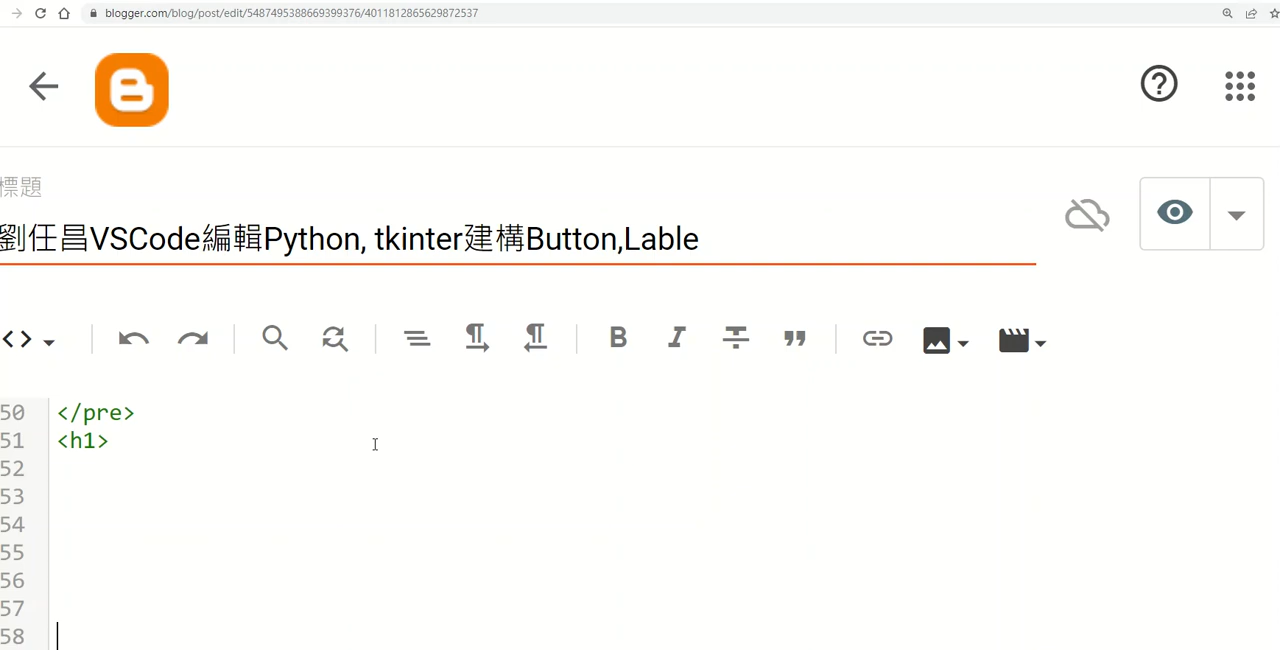 blogger.com/blog/post/edit/5487495388669399376/4011812865629872537
標題
劉任昌VSCode編輯Python, tkinter建構Button,Lable
50 </pre>
51 <h1>
52
53
54
55
56
57
58